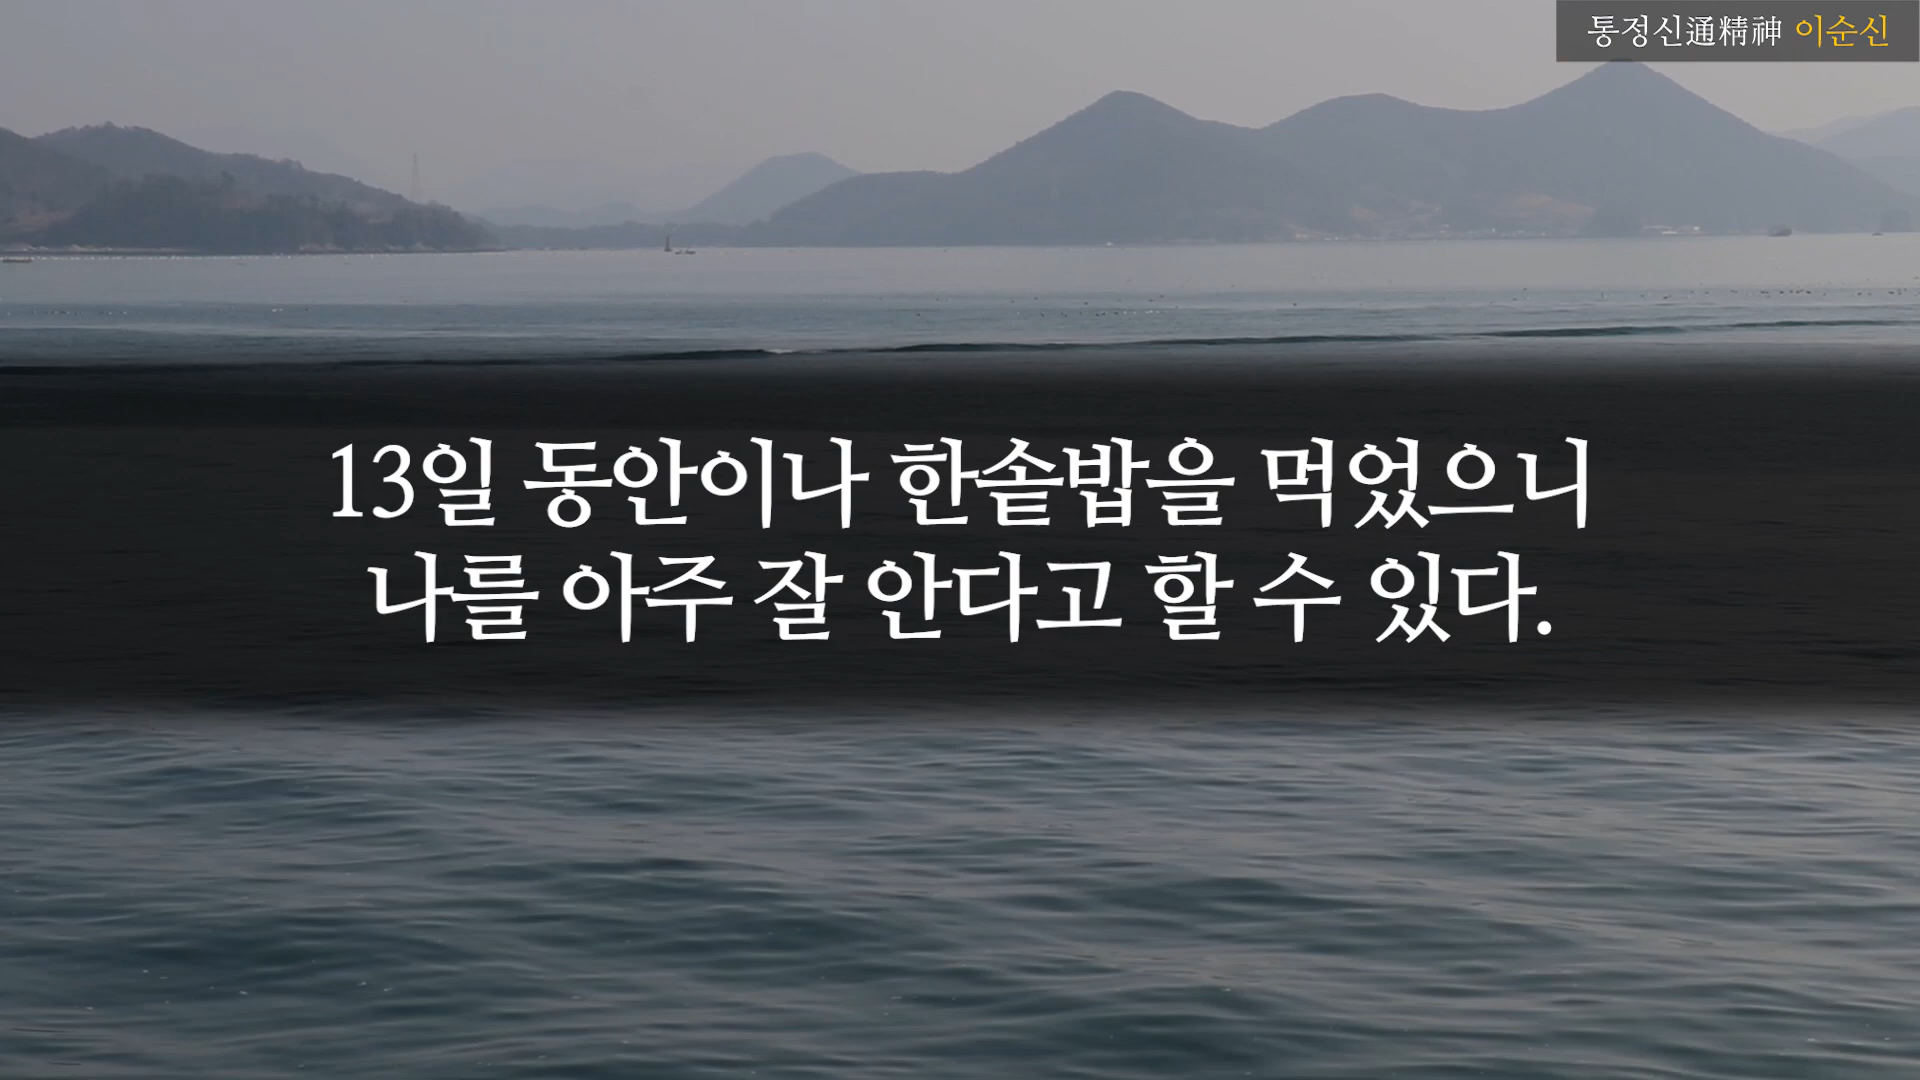 통정신通精神 이순신
13일 동안이나 한솥밥을 먹었으니
나를 아주 잘 안다고 할 수 있다.